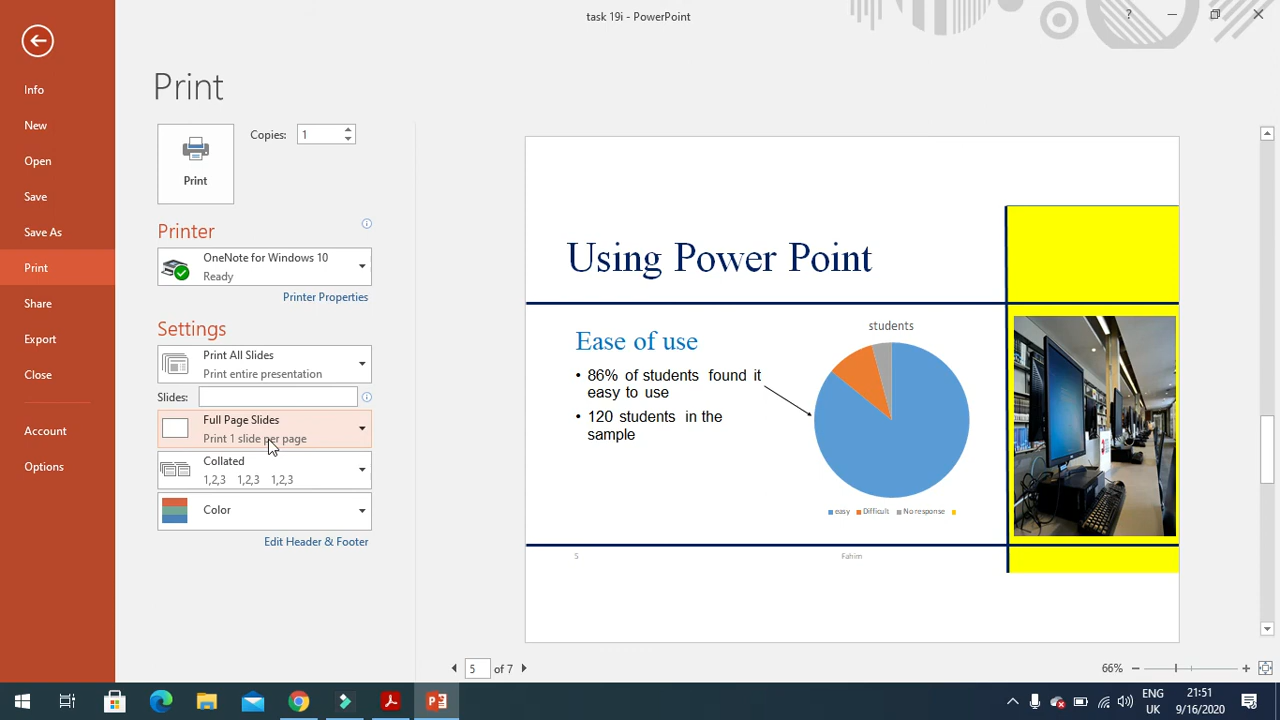 task 19i - PowerPoint
?
Info
New
Open
Save
Save As
Print
Share
Export
Close
Account
Options
Print
Print
Copies: 1
Printer
OneNote for Windows 10
Ready
Printer Properties
Settings
Print All Slides
Print entire presentation
Slides:
Full Page Slides
Print 1 slide per page
Collated
1,2,3 1,2,3 1,2,3
Color
Edit Header & Footer
Using Power Point
Ease of use
• 86% of students found it
easy to use
• 120 students in the
sample
students
easy Difficult No response
5 Fahim
5 of 7
66%
ENG
UK
21:51
9/16/2020